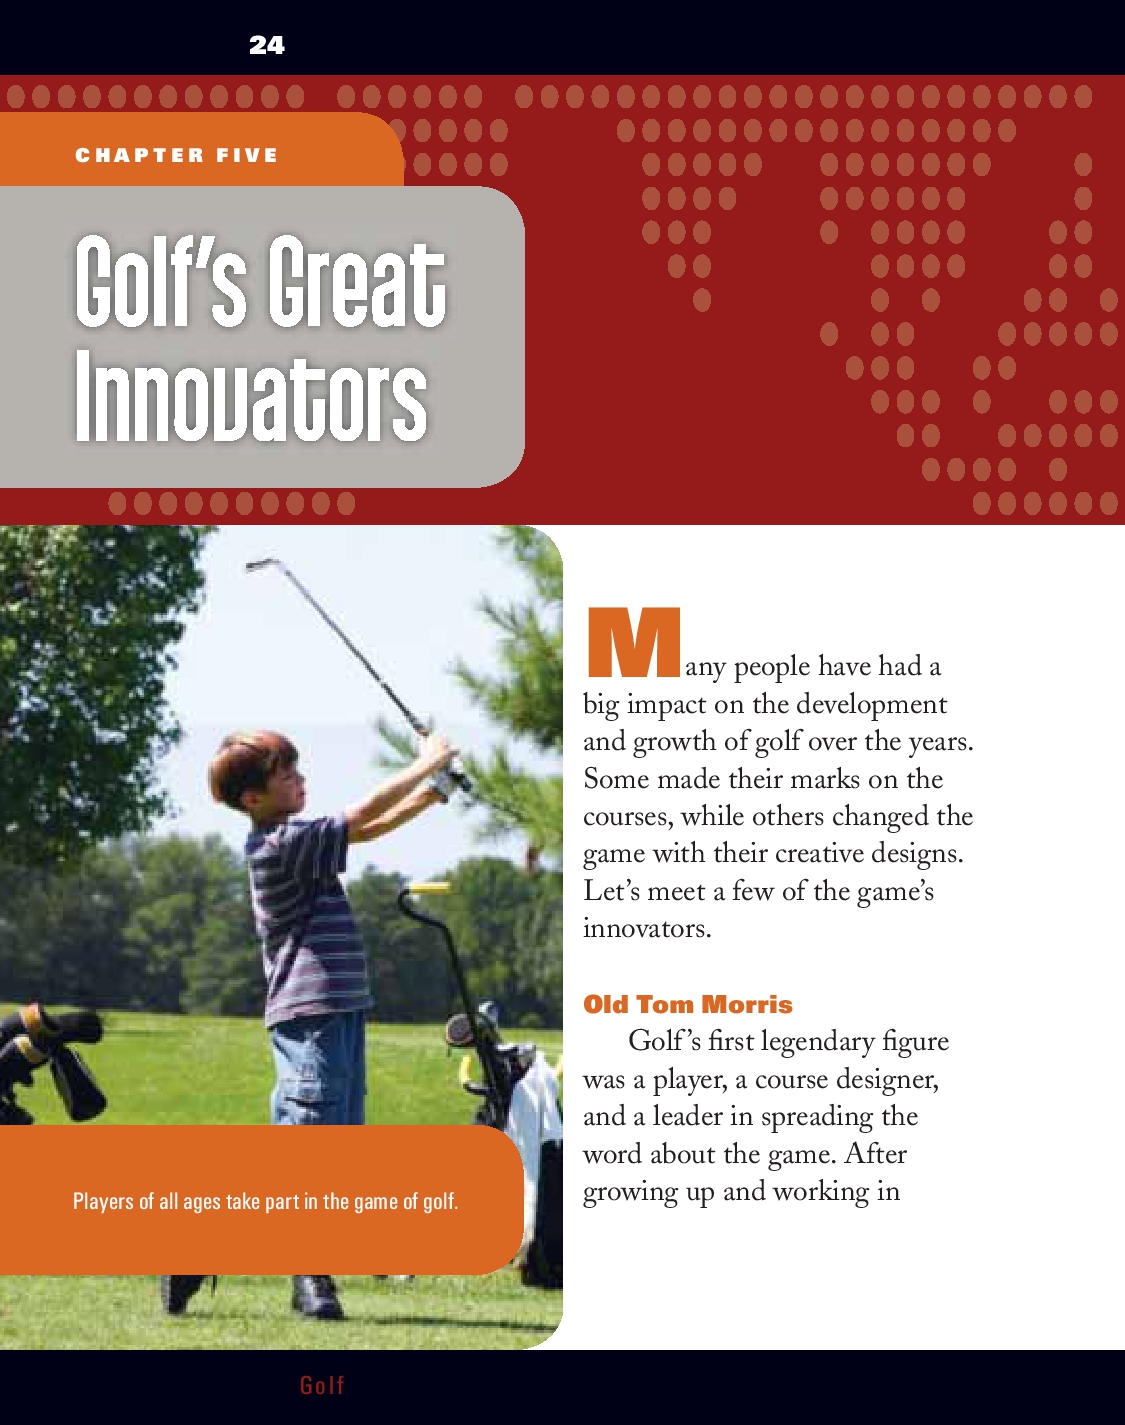 24
CHAPTER FIVE
Golf's Great
Innovators
Many people have had a
big impact on the development
and growth of golf over the years.
Some made their marks on the
courses, while others changed the
game with their creative designs.
Let's meet a few of the game's
innovators.
Old Tom Morris
Golf's first legendary figure
was a player, a course designer,
and a leader in spreading the
word about the game. After
growing up and working in
Players of all ages take part in the game of golf.
Golf